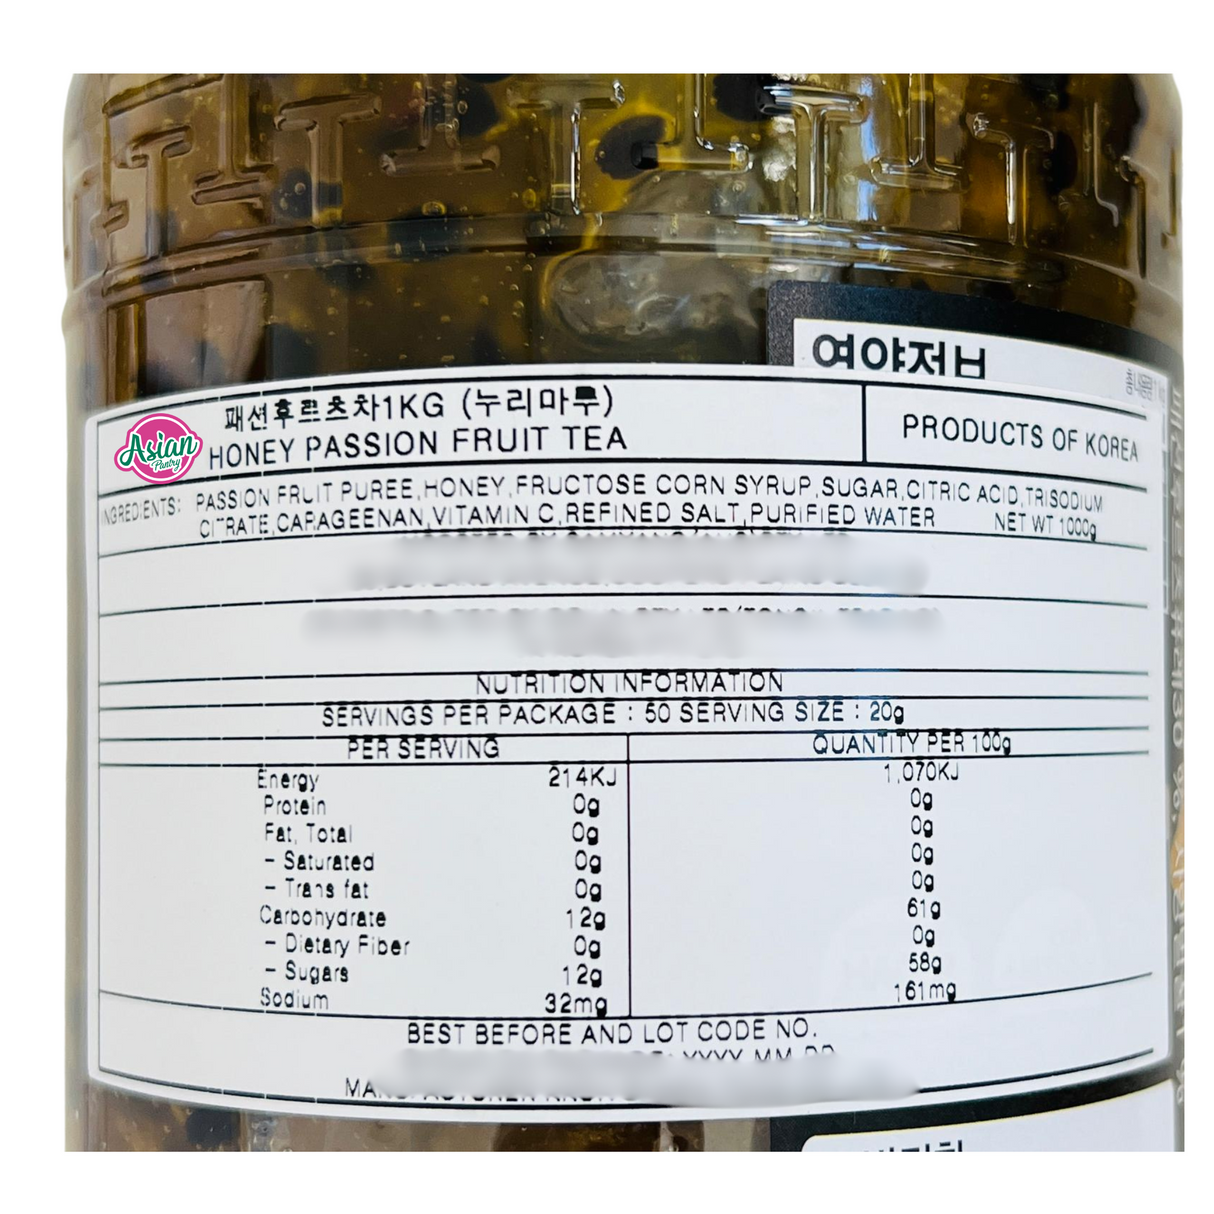 여야저
패션후르츠차1KG (누리마루)
HONEY PASSION FRUIT TEA
PRODUCTS OF KOREA
Asian
Pantry
INGREDIENTS: PASSION FRUIT PUREE,HONEY,FRUCTOSE CORN SYRUP,SUGAR,CITRIC ACID,TRISODIUM
CITRATE,CARAGEENAN,VITAMIN C,REFINED SALT,PURIFIED WATER NET WT 1000g
NUTRITION INFORMATION
SERVINGS PER PACKAGE : 50 SERVING SIZE : 20g
PER SERVING QUANTITY PER 100g
Energy 214KJ 1,070KJ
Protein 0g 0g
Fat, Total 0g 0g
- Saturated 0g 0g
- Trans fat 0g 0g
Carbohydrate 12g 61g
- Dietary Fiber 0g 0g
- Sugars 12g 58g
Sodium 32mg 161mg
BEST BEFORE AND LOT CODE NO.
YYYY MM DD